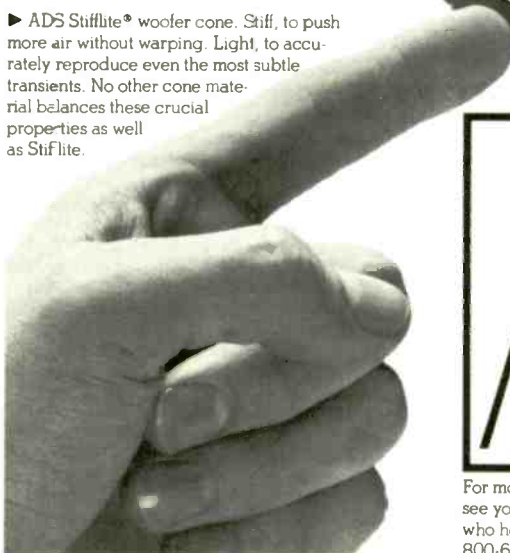 ▶ ADS Stifflite® woofer cone. Stiff, to push
more air without warping. Light, to accu-
rately reproduce even the most subtle
transients. No other cone mate-
rial balances these crucial
properties as well
as Stiflite.
For mo
see yo
who h
800-6